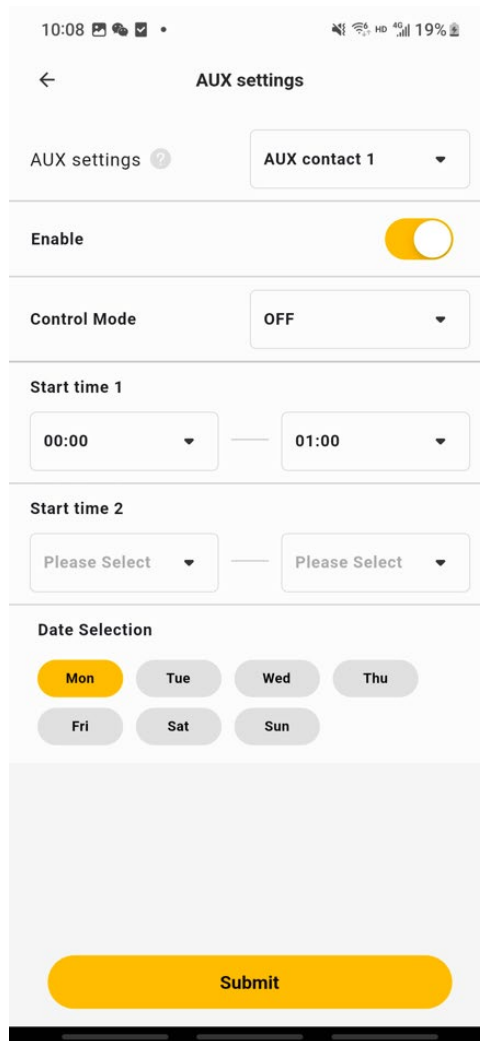 10:08 HD 4G 19%
AUX settings
AUX settings ? AUX contact 1
Enable
Control Mode OFF
Start time 1
00:00 01:00
Start time 2
Please Select Please Select
Date Selection
Mon Tue Wed Thu
Fri Sat Sun
Submit